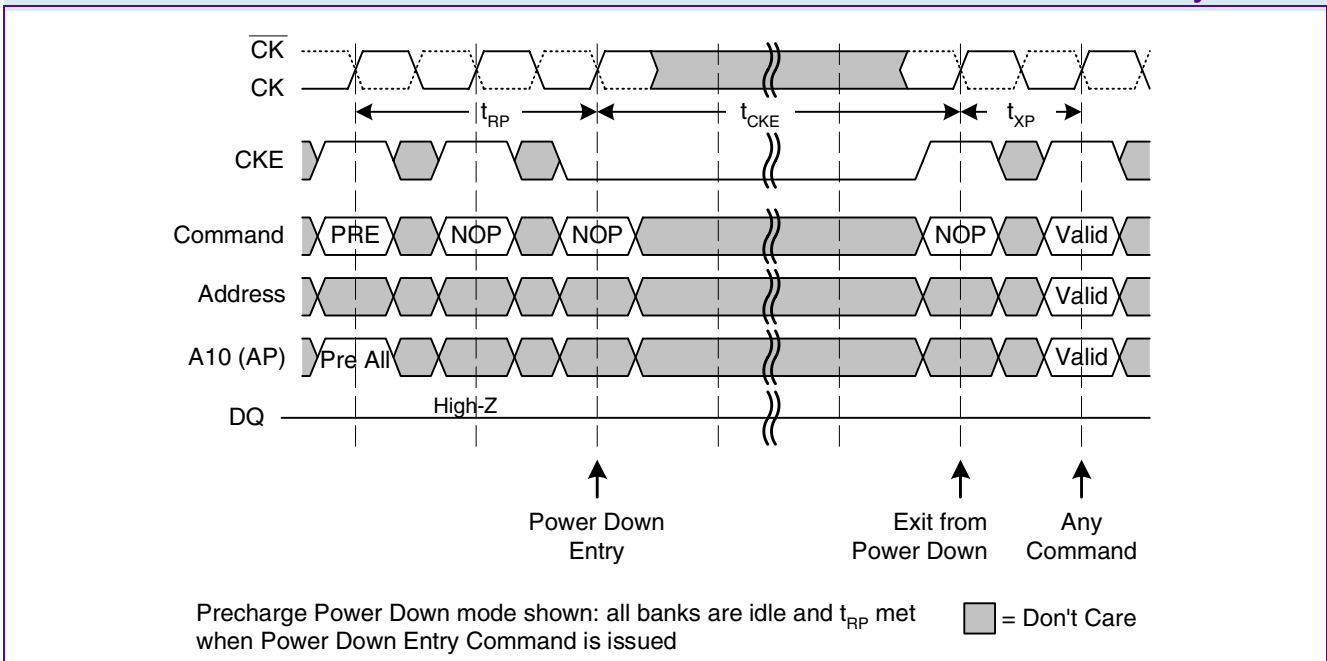 CK
CK
tRP
tCKE
tXP
CKE
Command
PRE
NOP
NOP
NOP
Valid
Address
Valid
A10 (AP)
Pre All
Valid
DQ
High-Z
Power Down
Entry
Exit from
Power Down
Any
Command
Precharge Power Down mode shown: all banks are idle and tRP met
when Power Down Entry Command is issued
= Don't Care